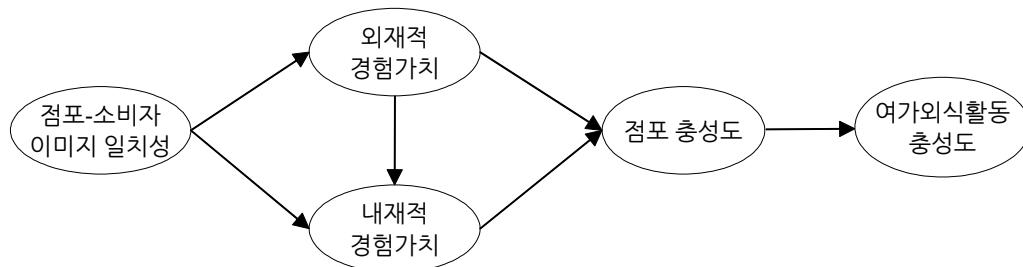 외재적
경험가치
점포-소비자
이미지 일치성
점포 충성도
여가외식활동
충성도
내재적
경험가치